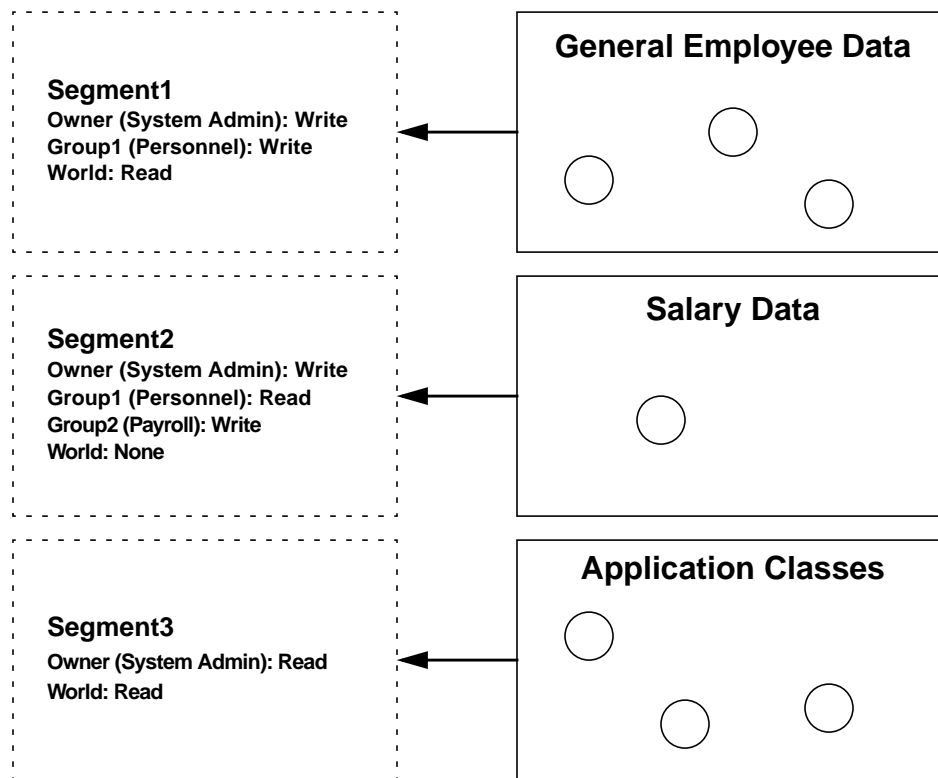 General Employee Data
Segment1
Owner (System Admin): Write
Group1 (Personnel): Write
World: Read
Salary Data
Segment2
Owner (System Admin): Write
Group1 (Personnel): Read
Group2 (Payroll): Write
World: None
Application Classes
Segment3
Owner (System Admin): Read
World: Read